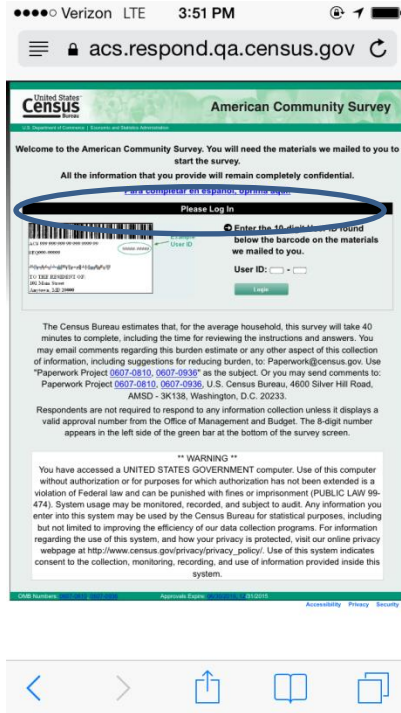 Verizon LTE 3:51 PM
acs.respond.qa.census.gov
United States
Census
Bureau
American Community Survey
U.S. Department of Commerce | Economics and Statistics Administration
Welcome to the American Community Survey. You will need the materials we mailed to you to
start the survey.
All the information that you provide will remain completely confidential.
Para completar en español, oprima aquí.
Please Log In
Example
User ID
TO THE RESIDENT OF:
Enter the 10-digit User ID found
below the barcode on the materials
we mailed to you.
User ID: -
Login
The Census Bureau estimates that, for the average household, this survey will take 40
minutes to complete, including the time for reviewing the instructions and answers. You
may email comments regarding this burden estimate or any other aspect of this collection
of information, including suggestions for reducing burden, to: Paperwork@census.gov. Use
"Paperwork Project 0607-0810, 0607-0936" as the subject. Or you may send comments to:
Paperwork Project 0607-0810, 0607-0936, U.S. Census Bureau, 4600 Silver Hill Road,
AMSD - 3K138, Washington, D.C. 20233.
Respondents are not required to respond to any information collection unless it displays a
valid approval number from the Office of Management and Budget. The 8-digit number
appears in the left side of the green bar at the bottom of the survey screen.
** WARNING **
You have accessed a UNITED STATES GOVERNMENT computer. Use of this computer
without authorization or for purposes for which authorization has not been extended is a
violation of Federal law and can be punished with fines or imprisonment (PUBLIC LAW 99-
474). System usage may be monitored, recorded, and subject to audit. Any information you
enter into this system may be used by the Census Bureau for statistical purposes, including
but not limited to improving the efficiency of our data collection programs. For information
regarding the use of this system, and how your privacy is protected, visit our online privacy
webpage at http://www.census.gov/privacy/privacy_policy/. Use of this system indicates
consent to the collection, monitoring, recording, and use of information provided inside this
system.
OMB Numbers: Approvals Expire: /31/2015
Accessibility Privacy Security